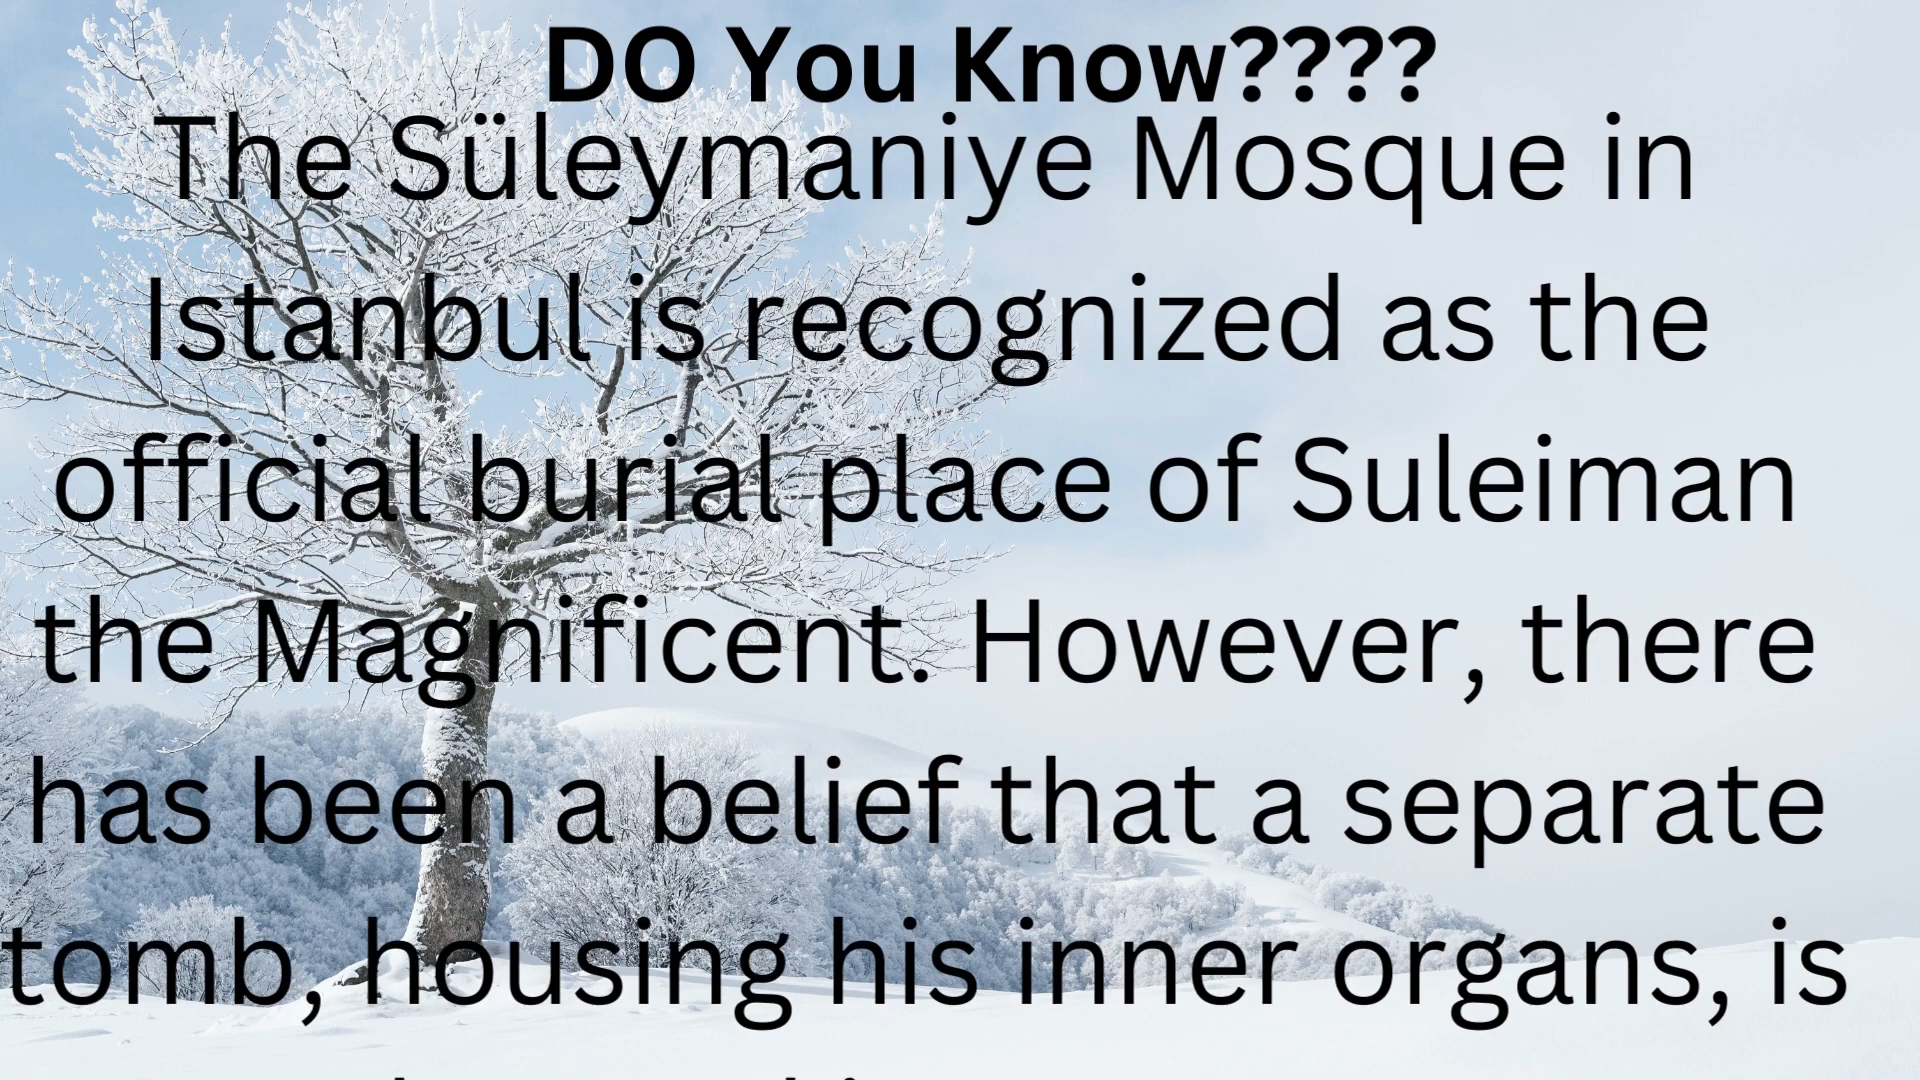 DO You Know????
The Süleymaniye Mosque in
Istanbul is recognized as the
official burial place of Suleiman
the Magnificent. However, there
has been a belief that a separate
tomb, housing his inner organs, is